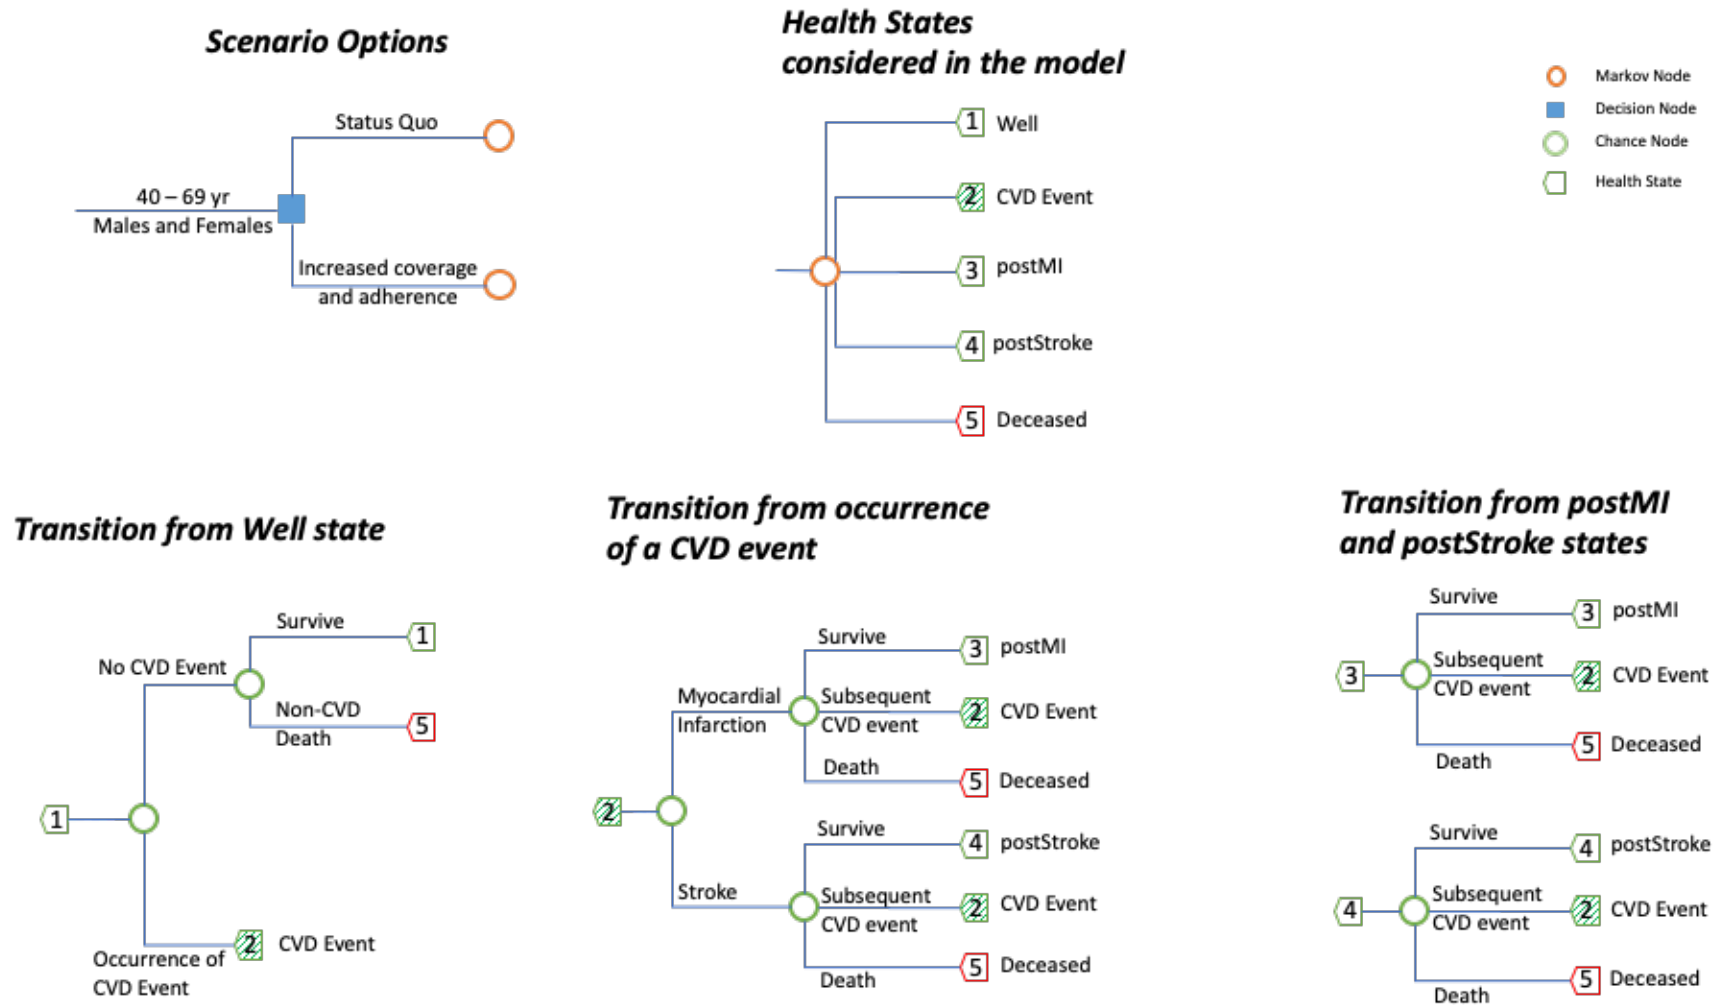 Scenario Options
Status Quo
40 – 69 yr
Males and Females
Increased coverage
and adherence
Health States
considered in the model
1 Well
2 CVD Event
3 postMI
4 postStroke
5 Deceased
Markov Node
Decision Node
Chance Node
Health State
Transition from Well state
Survive
1
No CVD Event
Non-CVD
5
Death
1
2 CVD Event
Occurrence of
CVD Event
Transition from occurrence
of a CVD event
Survive
3 postMI
Myocardial
Infarction
Subsequent
2 CVD Event
CVD event
Death
5 Deceased
2
Survive
4 postStroke
Stroke
Subsequent
2 CVD Event
CVD event
5 Deceased
Death
Transition from postMI
and postStroke states
Survive
3 postMI
3
Subsequent
2 CVD Event
CVD event
5 Deceased
Death
Survive
4 postStroke
4
Subsequent
2 CVD Event
CVD event
5 Deceased
Death